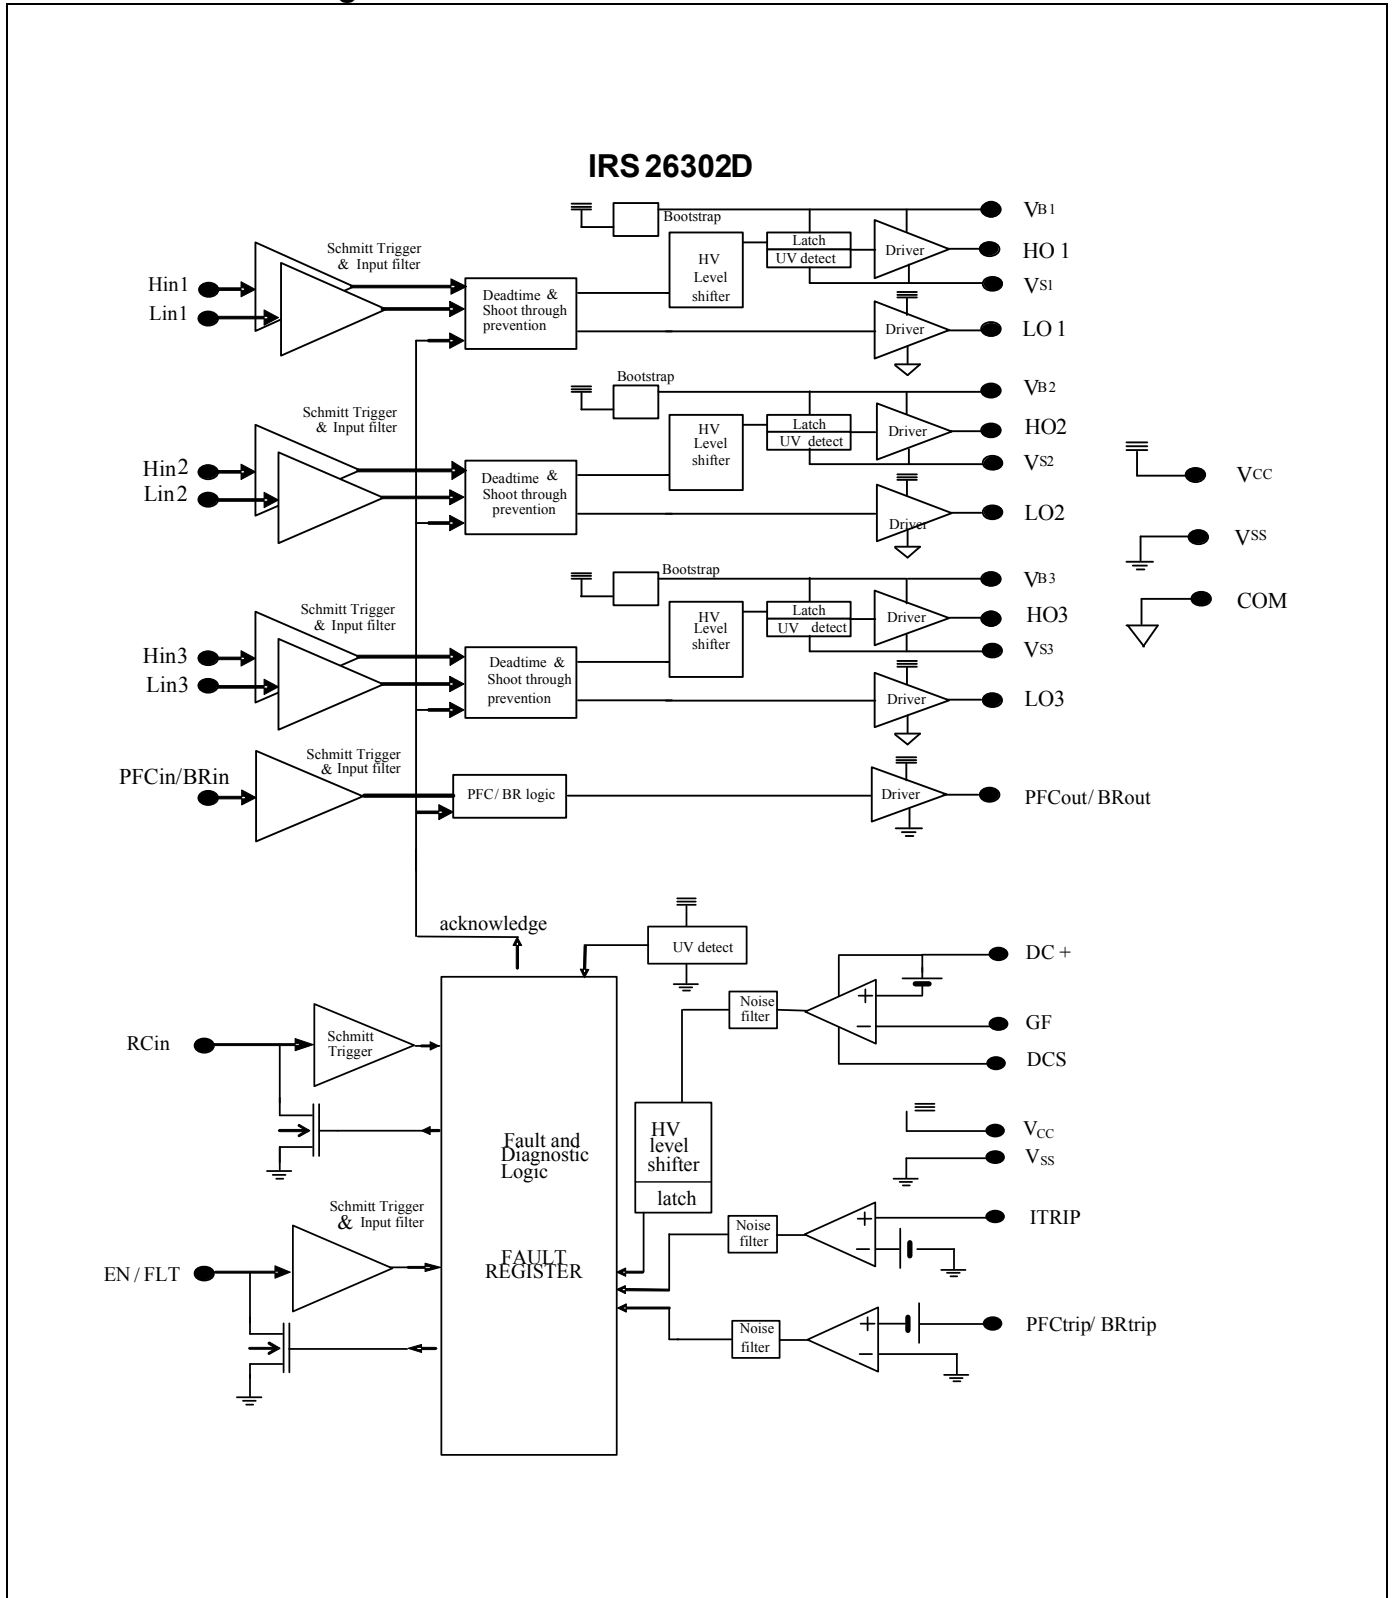 IRS 26302D
Bootstrap
VB1
Schmitt Trigger
& Input filter
Latch
UV detect
Driver
HO 1
HV
Level
shifter
Hin1
Lin1
Deadtime &
Shoot through
prevention
VS1
Driver
LO 1
Bootstrap
VB2
Schmitt Trigger
& Input filter
Latch
UV detect
Driver
HO2
HV
Level
shifter
Hin2
Lin2
Deadtime &
Shoot through
prevention
VS2
Driver
LO2
VCC
VSS
COM
Bootstrap
VB3
Schmitt Trigger
& Input filter
Latch
UV detect
Driver
HO3
HV
Level
shifter
Hin3
Lin3
Deadtime &
Shoot through
prevention
VS3
Driver
LO3
Schmitt Trigger
& Input filter
PFCin/BRin
PFC/ BR logic
Driver
PFCout/ BRout
acknowledge
UV detect
DC +
Noise
filter
+
−
GF
DCS
RCin
Schmitt
Trigger
HV
level
shifter
latch
VCC
VSS
Fault and
Diagnostic
Logic
Schmitt Trigger
& Input filter
Noise
filter
+
−
ITRIP
FAULT
REGISTER
EN / FLT
Noise
filter
+
−
PFCtrip/ BRtrip